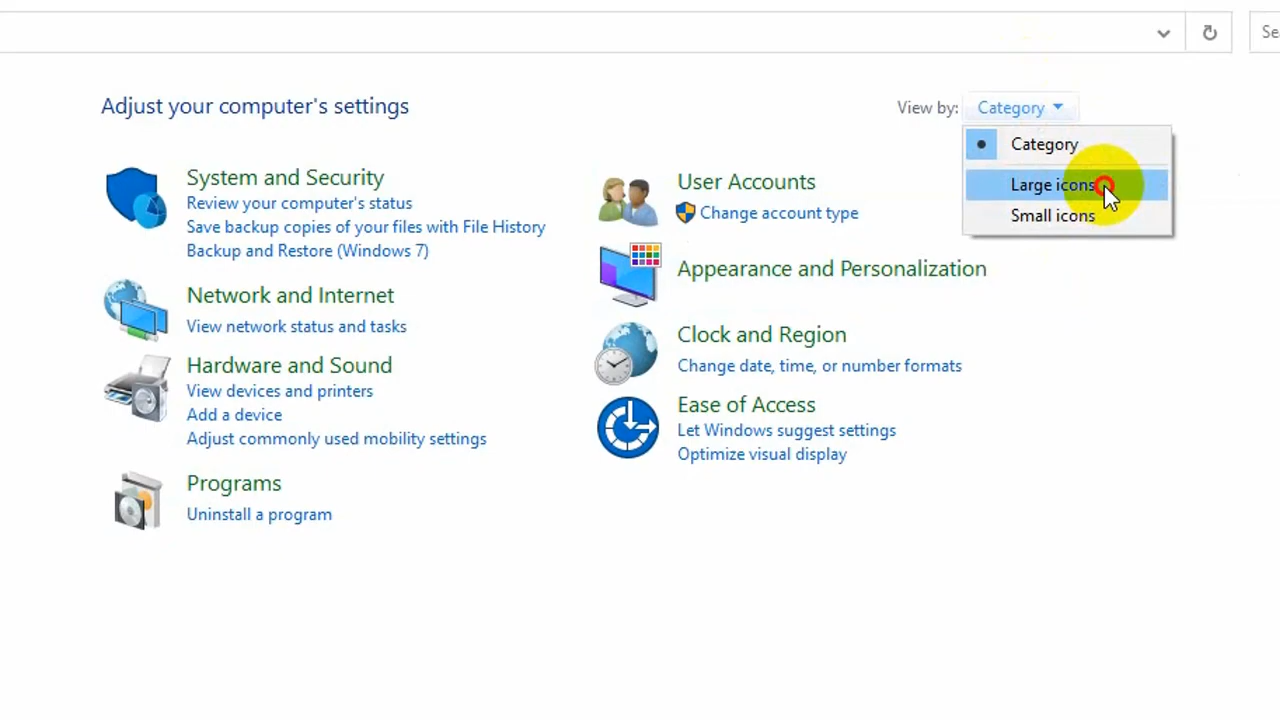 Sea
Adjust your computer's settings
View by: Category
Category
Large icons
Small icons
System and Security
Review your computer's status
Save backup copies of your files with File History
Backup and Restore (Windows 7)
Network and Internet
View network status and tasks
Hardware and Sound
View devices and printers
Add a device
Adjust commonly used mobility settings
Programs
Uninstall a program
User Accounts
Change account type
Appearance and Personalization
Clock and Region
Change date, time, or number formats
Ease of Access
Let Windows suggest settings
Optimize visual display